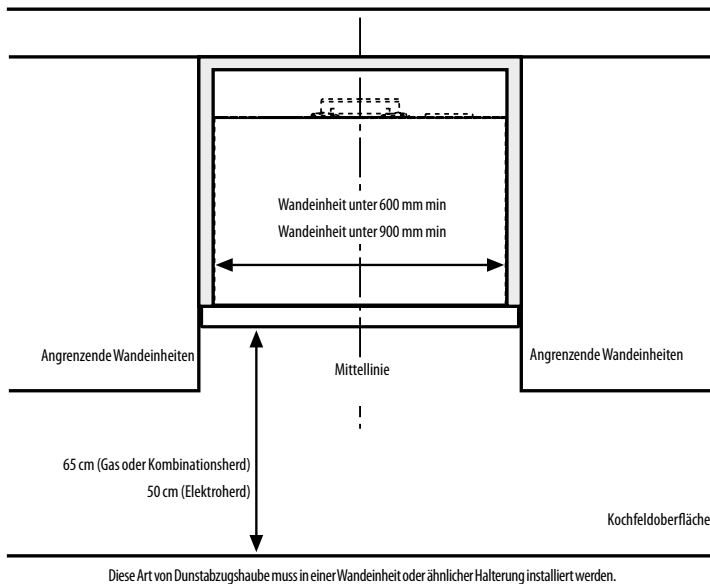 Wandeinheit unter 600 mm min
Wandeinheit unter 900 mm min
Angrenzende Wandeinheiten
Mittellinie
Angrenzende Wandeinheiten
65 cm (Gas oder Kombinationsherd)
50 cm (Elektroherd)
Kochfeldoberfläche
Diese Art von Dunstabzugshaube muss in einer Wandeinheit oder ähnlicher Halterung installiert werden.